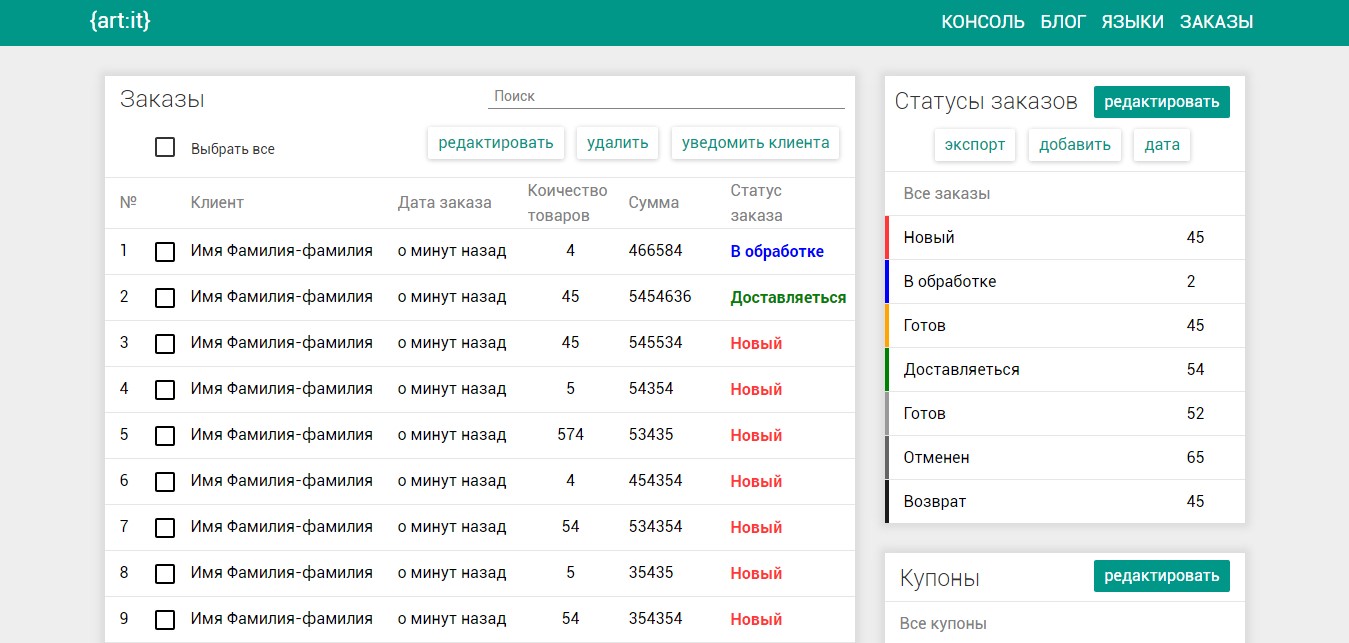 {art:it}
КОНСОЛЬ БЛОГ ЯЗЫКИ ЗАКАЗЫ
Заказы
Поиск
Выбрать все
редактировать удалить уведомить клиента
№ Клиент Дата заказа Коичество товаров Сумма Статус заказа
1 Имя Фамилия-фамилия о минут назад 4 466584 В обработке
2 Имя Фамилия-фамилия о минут назад 45 5454636 Доставляеться
3 Имя Фамилия-фамилия о минут назад 45 545534 Новый
4 Имя Фамилия-фамилия о минут назад 5 54354 Новый
5 Имя Фамилия-фамилия о минут назад 574 53435 Новый
6 Имя Фамилия-фамилия о минут назад 4 454354 Новый
7 Имя Фамилия-фамилия о минут назад 54 534354 Новый
8 Имя Фамилия-фамилия о минут назад 5 35435 Новый
9 Имя Фамилия-фамилия о минут назад 54 354354 Новый
Статусы заказов редактировать
экспорт добавить дата
Все заказы
Новый 45
В обработке 2
Готов 45
Доставляеться 54
Готов 52
Отменен 65
Возврат 45
Купоны редактировать
Все купоны